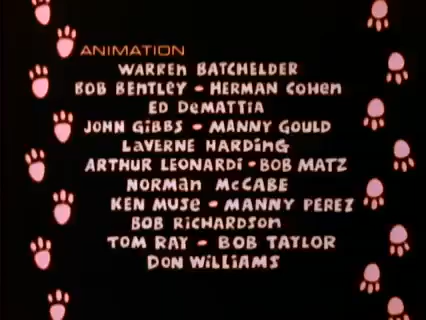 ANIMATION
WARREN BATCHELDER
BOB BENTLEY - HERMAN COHEN
ED DeMATTIA
JOHN GIBBS - MANNY GOULD
LAVERNE HARDING
ARTHUR LEONARDI - BOB MATZ
NORMAN McCABE
KEN MUSE - MANNY PEREZ
BOB RICHARDSON
TOM RAY - BOB TAYLOR
DON WILLIAMS